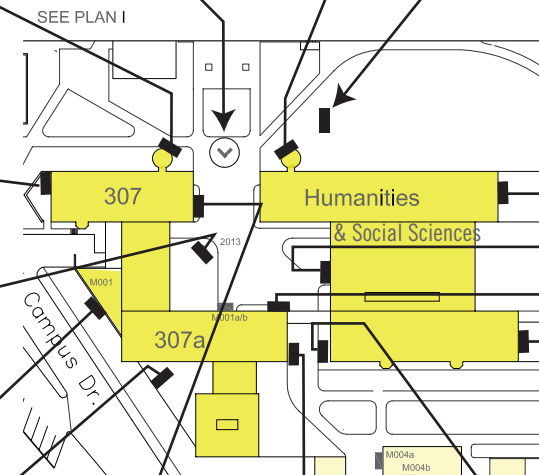 SEE PLAN I
307
Humanities
& Social Sciences
2013
M001
M001a/b
307a
Campus Dr.
M004a
M004b